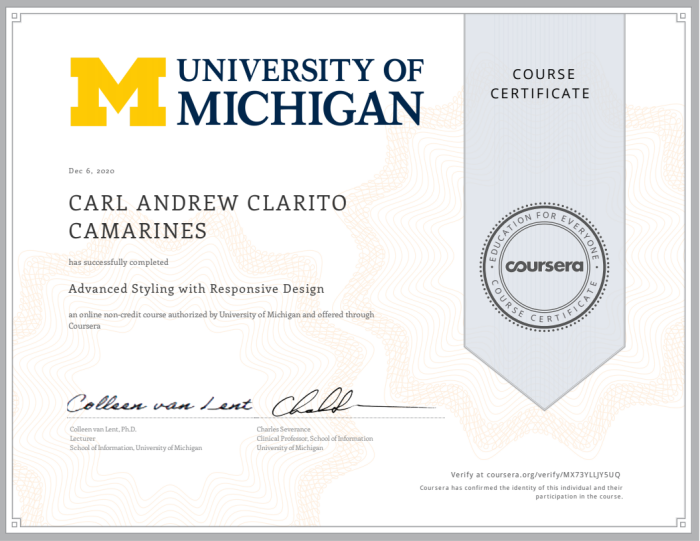 UNIVERSITY OF
MICHIGAN
COURSE
CERTIFICATE
Dec 6, 2020
CARL ANDREW CLARITO
CAMARINES
has successfully completed
Advanced Styling with Responsive Design
an online non-credit course authorized by University of Michigan and offered through
Coursera
EDUCATION FOR EVERYONE
coursera
COURSE CERTIFICATE
Colleen van Lent
Colleen van Lent, Ph.D.
Lecturer
School of Information, University of Michigan
Charles Severance
Clinical Professor, School of Information
University of Michigan
Verify at coursera.org/verify/MX73YLLJY5UQ
Coursera has confirmed the identity of this individual and their
participation in the course.